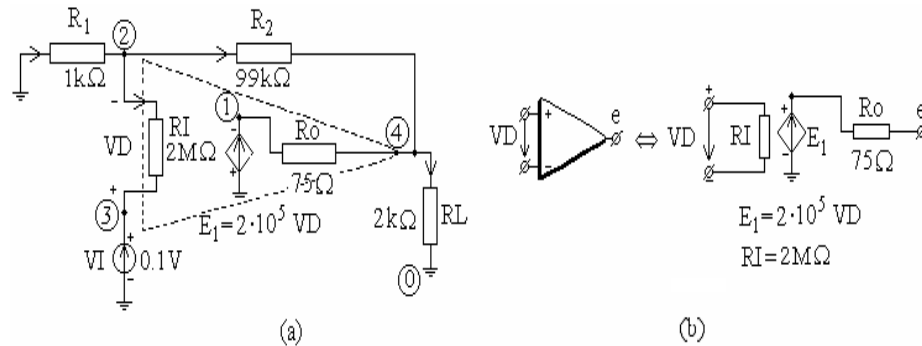 R1
1kΩ
②
R2
99kΩ
-
VD
RI
2MΩ
+
③
VI
+
-
0.1V
①
-
+
Ro
75Ω
④
E1=2·10^5 VD
2kΩ
RL
⓪
(a)
VD
+
-
e
⇔
VD
+
-
RI
+
-
E1
Ro
75Ω
e
E1=2·10^5 VD
RI=2MΩ
(b)